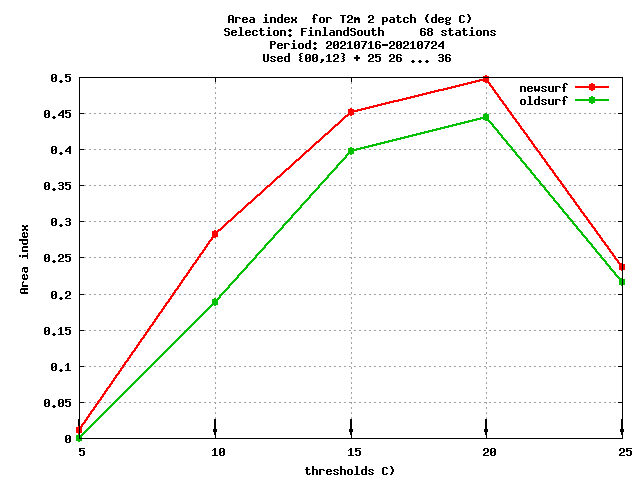 Area index  for T2m 2 patch (deg C)
Selection: FinlandSouth     68 stations
Period: 20210716-20210724
Used {00,12} + 25 26 ... 36
newsurf
oldsurf
0.5
0.45
0.4
0.35
0.3
0.25
0.2
0.15
0.1
0.05
0
Area index
5
10
15
20
25
thresholds C)